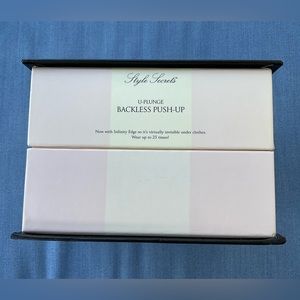 Style Secrets
U-PLUNGE
BACKLESS PUSH-UP
Now with Infinity Edge so it's virtually invisible under clothes.
Wear up to 25 times!